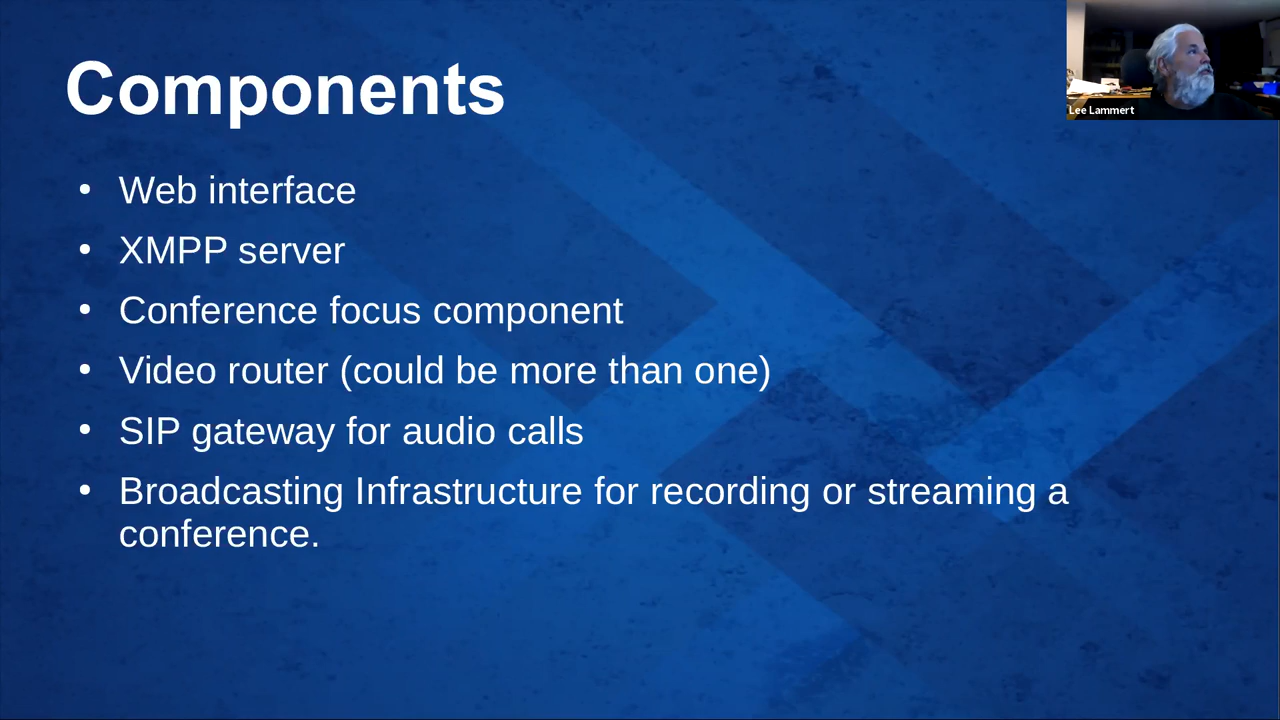 Components
Lee Lammert
• Web interface
• XMPP server
• Conference focus component
• Video router (could be more than one)
• SIP gateway for audio calls
• Broadcasting Infrastructure for recording or streaming a
conference.